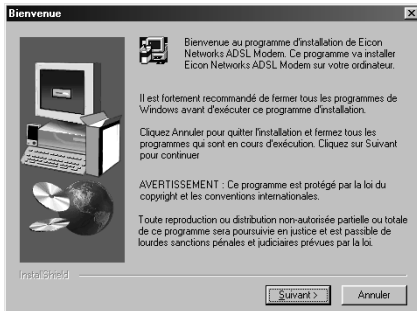 Bienvenue
Bienvenue au programme d'installation de Eicon
Networks ADSL Modem. Ce programme va installer
Eicon Networks ADSL Modem sur votre ordinateur.
Il est fortement recommandé de fermer tous les programmes de
Windows avant d'exécuter ce programme d'installation.
Cliquez Annuler pour quitter l'installation et fermez tous les
programmes qui sont en cours d'exécution. Cliquez sur Suivant
pour continuer
AVERTISSEMENT : Ce programme est protégé par la loi du
copyright et les conventions internationales.
Toute reproduction ou distribution non-autorisée partielle ou totale
de ce programme sera poursuivie en justice et est passible de
lourdes sanctions pénales et judiciaires prévues par la loi.
InstallShield
Suivant >
Annuler